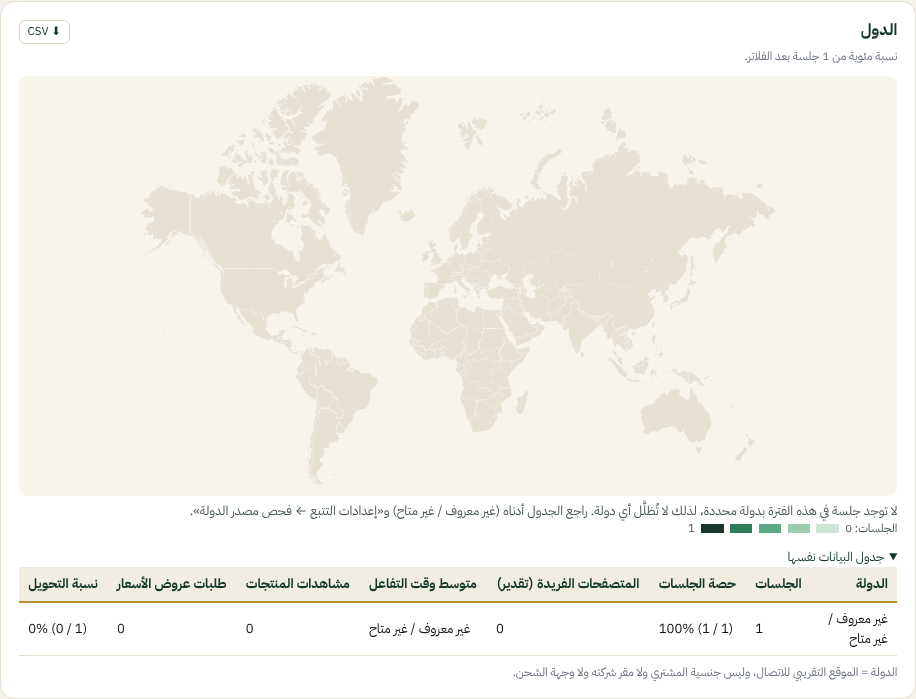 الدول
CSV ⬇
نسبة مئوية من 1 جلسة بعد الفلاتر.
لا توجد جلسة في هذه الفترة بدولة محددة، لذلك لا تُظلَّل أي دولة. راجع الجدول أدناه (غير معروف / غير متاح) و«إعدادات التتبع ← فحص مصدر الدولة».
الجلسات: 0 1
▼ جدول البيانات نفسها
الدولة الجلسات حصة الجلسات المتصفحات الفريدة (تقدير) متوسط وقت التفاعل مشاهدات المنتجات طلبات عروض الأسعار نسبة التحويل
غير معروف / غير متاح 1 100% (1 / 1) 0 غير معروف / غير متاح 0 0 0% (0 / 1)
الدولة = الموقع التقريبي للاتصال، وليس جنسية المشتري ولا مقر شركته ولا وجهة الشحن.